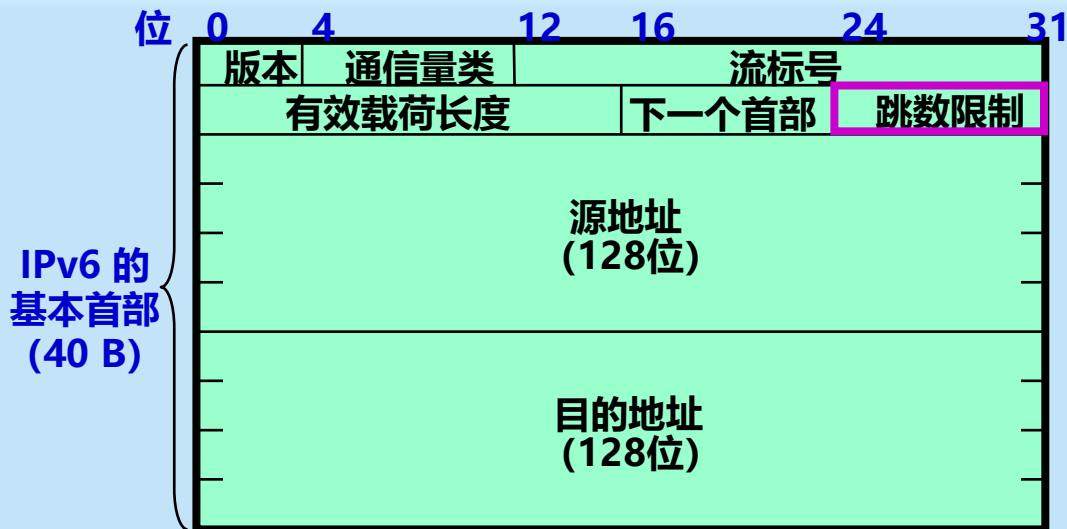 位 0 4 12 16 24 31
版本 通信量类 流标号
有效载荷长度 下一个首部 跳数限制
源地址
(128位)
IPv6 的
基本首部
(40 B)
目的地址
(128位)